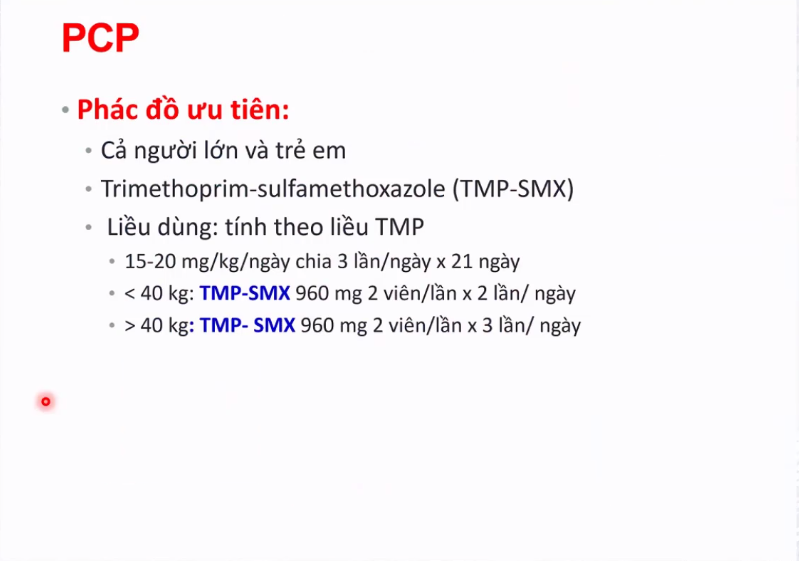 PCP
• Phác đồ ưu tiên:
• Cả người lớn và trẻ em
• Trimethoprim-sulfamethoxazole (TMP-SMX)
• Liều dùng: tính theo liều TMP
• 15-20 mg/kg/ngày chia 3 lần/ngày x 21 ngày
• < 40 kg: TMP-SMX 960 mg 2 viên/lần x 2 lần/ ngày
• > 40 kg: TMP- SMX 960 mg 2 viên/lần x 3 lần/ ngày